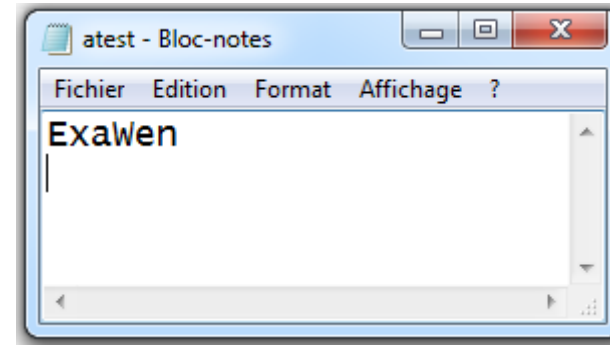 atest - Bloc-notes
Fichier Edition Format Affichage ?
ExaWen